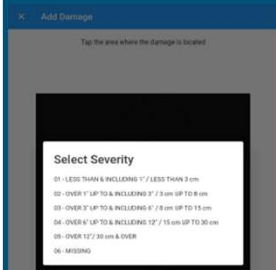 × Add Damage
Tap the area where the damage is located
Select Severity
01 - LESS THAN & INCLUDING 1" / LESS THAN 3 cm
02 - OVER 1" UP TO & INCLUDING 3" / 3 cm UP TO 8 cm
03 - OVER 3" UP TO & INCLUDING 6" / 8 cm UP TO 15 cm
04 - OVER 6" UP TO & INCLUDING 12" / 15 cm UP TO 30 cm
05 - OVER 12"/ 30 cm & OVER
06 - MISSING